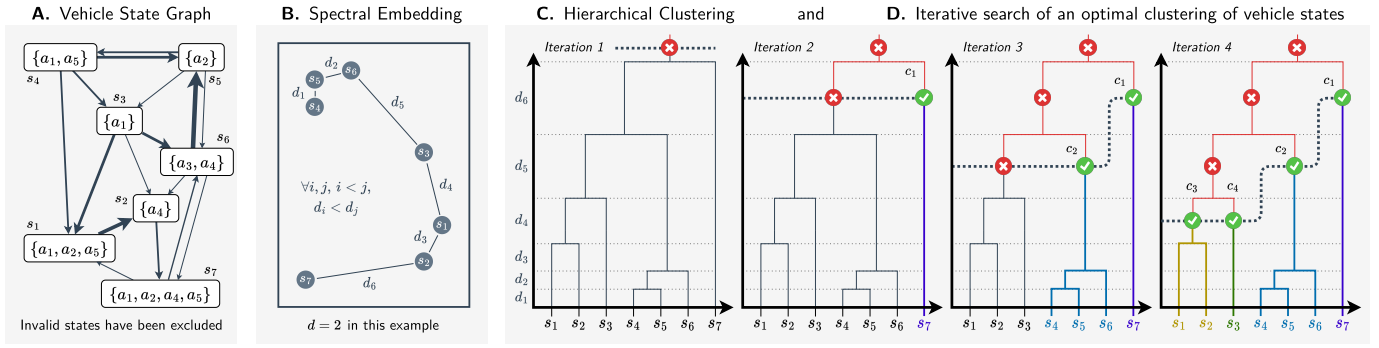 A. Vehicle State Graph
{a1, a5}
{a2}
s4
s5
s3
{a1}
s6
{a3, a4}
s2
{a4}
s1
{a1, a2, a5}
s7
{a1, a2, a4, a5}
Invalid states have been excluded
B. Spectral Embedding
d2
s6
s5
d1
s4
d5
s3
∀i, j, i < j,
di < dj
d4
s1
d3
s2
s7
d6
d = 2 in this example
C. Hierarchical Clustering and D. Iterative search of an optimal clustering of vehicle states
Iteration 1
d6
d5
d4
d3
d2
d1
s1 s2 s3 s4 s5 s6 s7
Iteration 2
c1
s1 s2 s3 s4 s5 s6 s7
Iteration 3
c1
c2
s1 s2 s3 s4 s5 s6 s7
Iteration 4
c1
c2
c3 c4
s1 s2 s3 s4 s5 s6 s7